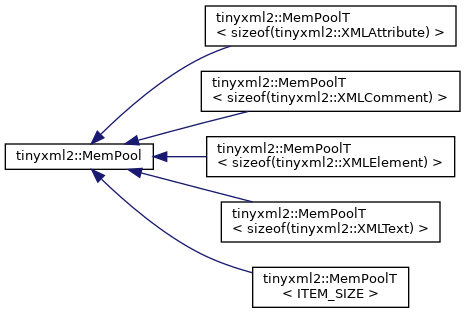 tinyxml2::MemPoolT
< sizeof(tinyxml2::XMLAttribute) >
tinyxml2::MemPoolT
< sizeof(tinyxml2::XMLComment) >
tinyxml2::MemPool
tinyxml2::MemPoolT
< sizeof(tinyxml2::XMLElement) >
tinyxml2::MemPoolT
< sizeof(tinyxml2::XMLText) >
tinyxml2::MemPoolT
< ITEM_SIZE >